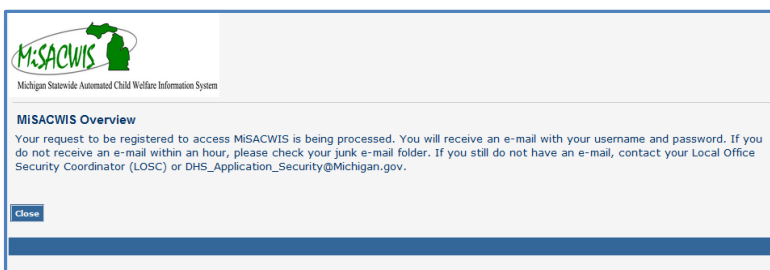 MiSACWIS
Michigan Statewide Automated Child Welfare Information System
MiSACWIS Overview
Your request to be registered to access MiSACWIS is being processed. You will receive an e-mail with your username and password. If you
do not receive an e-mail within an hour, please check your junk e-mail folder. If you still do not have an e-mail, contact your Local Office
Security Coordinator (LOSC) or DHS_Application_Security@Michigan.gov.
Close